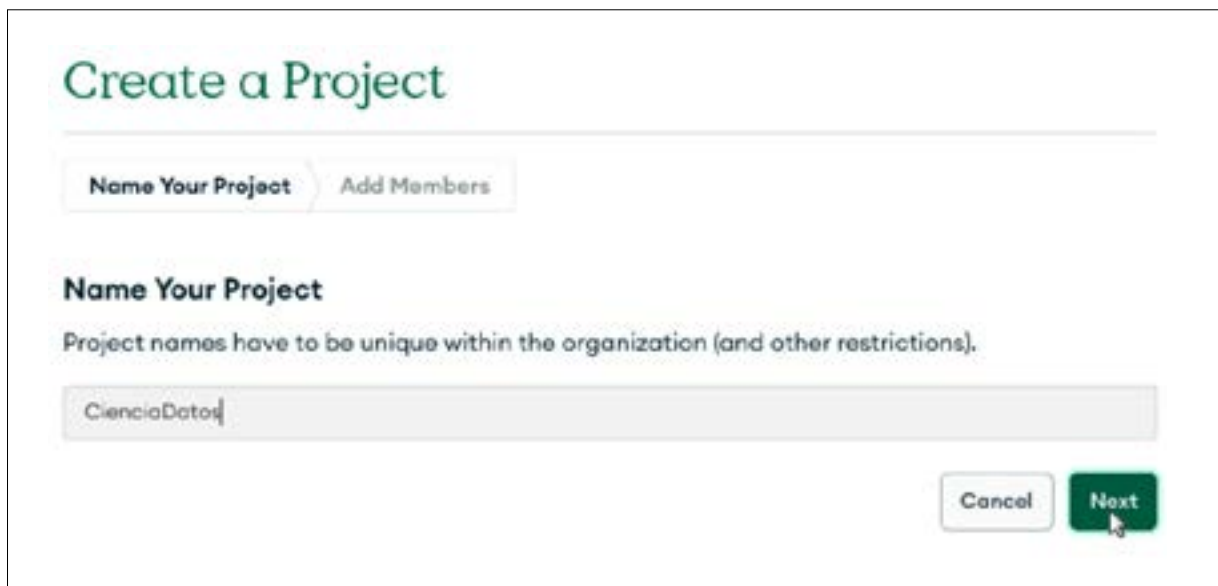 Create a Project
Name Your Project
Add Members
Name Your Project
Project names have to be unique within the organization (and other restrictions).
CienciaDatos
Cancel
Next